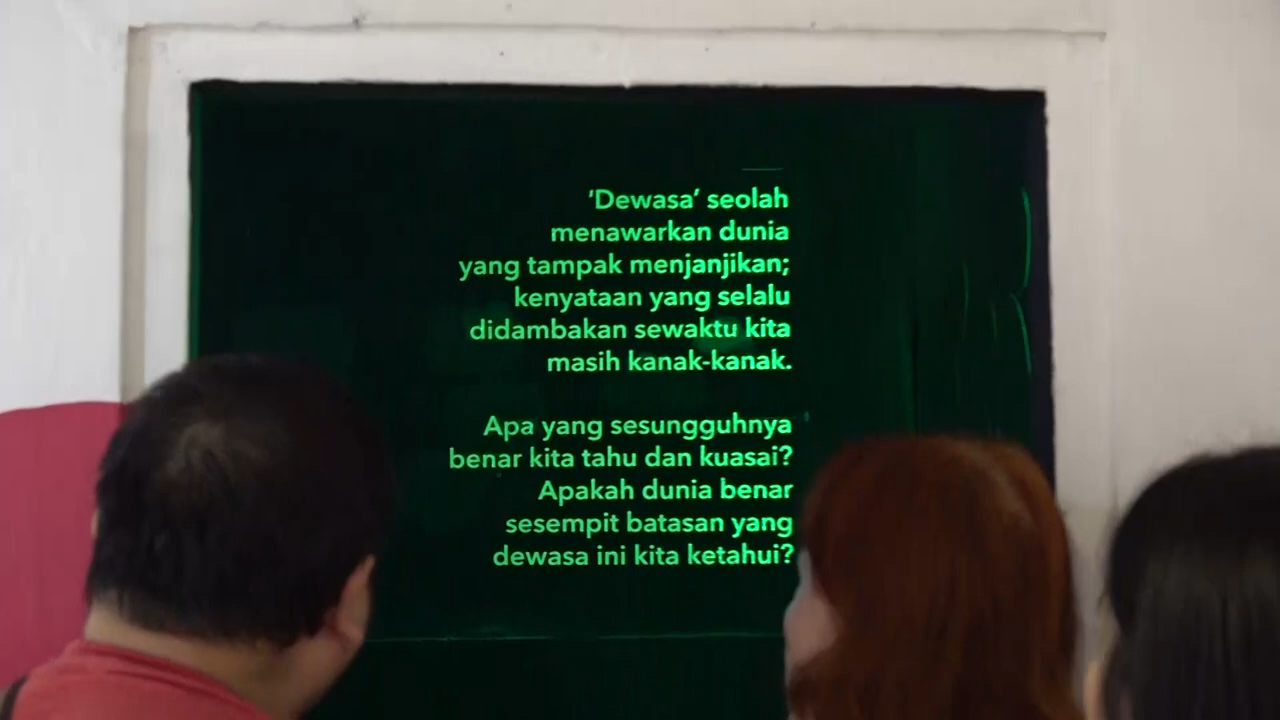 'Dewasa' seolah
menawarkan dunia
yang tampak menjanjikan;
kenyataan yang selalu
didambakan sewaktu kita
masih kanak-kanak.
Apa yang sesungguhnya
benar kita tahu dan kuasai?
Apakah dunia benar
sesempit batasan yang
dewasa ini kita ketahui?